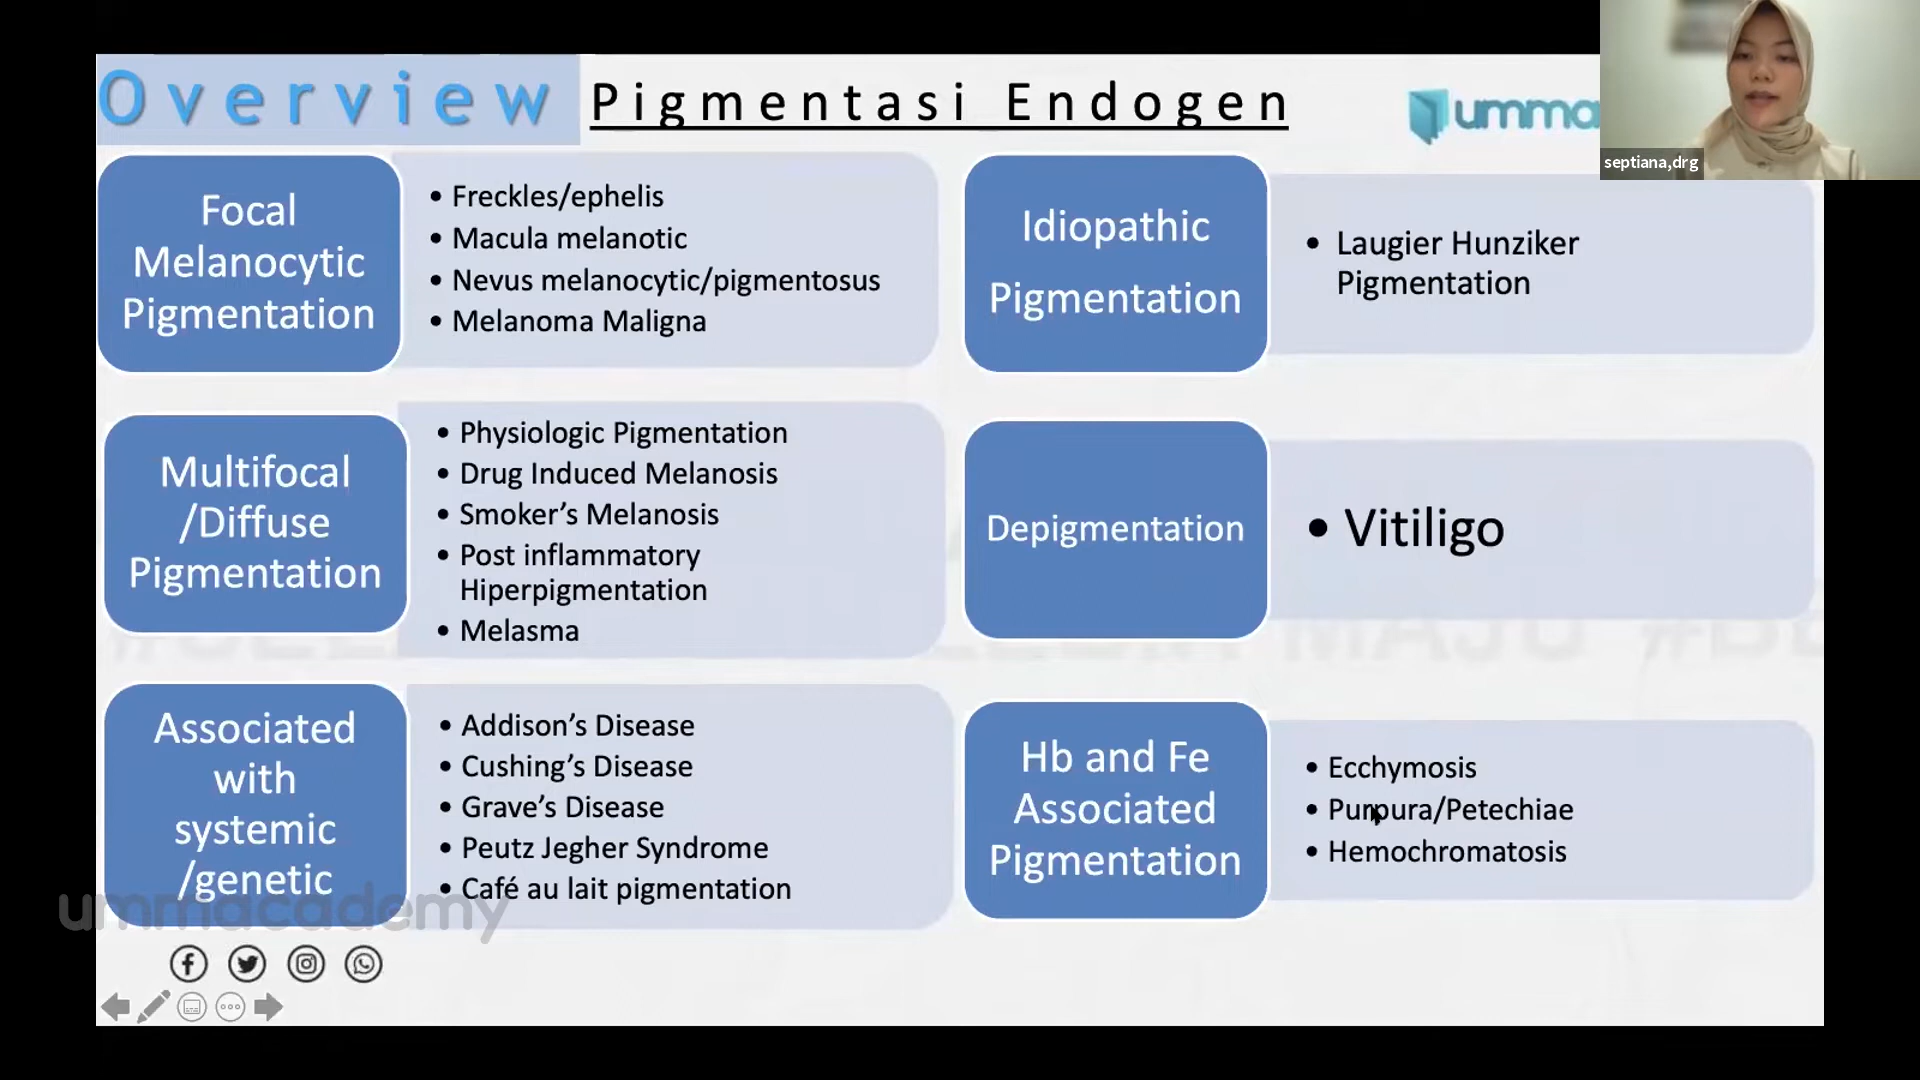 Overview Pigmentasi Endogen
umma
septiana,drg
Focal
Melanocytic
Pigmentation
• Freckles/ephelis
• Macula melanotic
• Nevus melanocytic/pigmentosus
• Melanoma Maligna
Idiopathic
Pigmentation
• Laugier Hunziker
Pigmentation
Multifocal
/Diffuse
Pigmentation
• Physiologic Pigmentation
• Drug Induced Melanosis
• Smoker’s Melanosis
• Post inflammatory
Hiperpigmentation
• Melasma
Depigmentation
• Vitiligo
Associated
with
systemic
/genetic
• Addison’s Disease
• Cushing’s Disease
• Grave’s Disease
• Peutz Jegher Syndrome
• Café au lait pigmentation
Hb and Fe
Associated
Pigmentation
• Ecchymosis
• Purpura/Petechiae
• Hemochromatosis
ummacademy